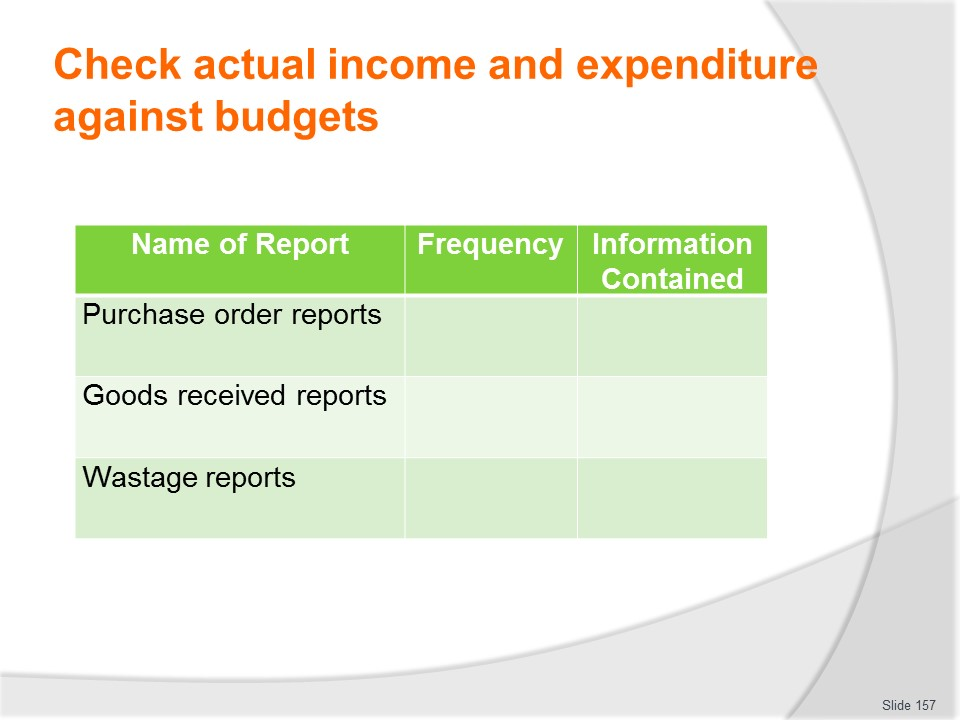 Check actual income and expenditure
against budgets
Name of Report
Frequency
Information
Contained
Purchase order reports
Goods received reports
Wastage reports
Slide 157